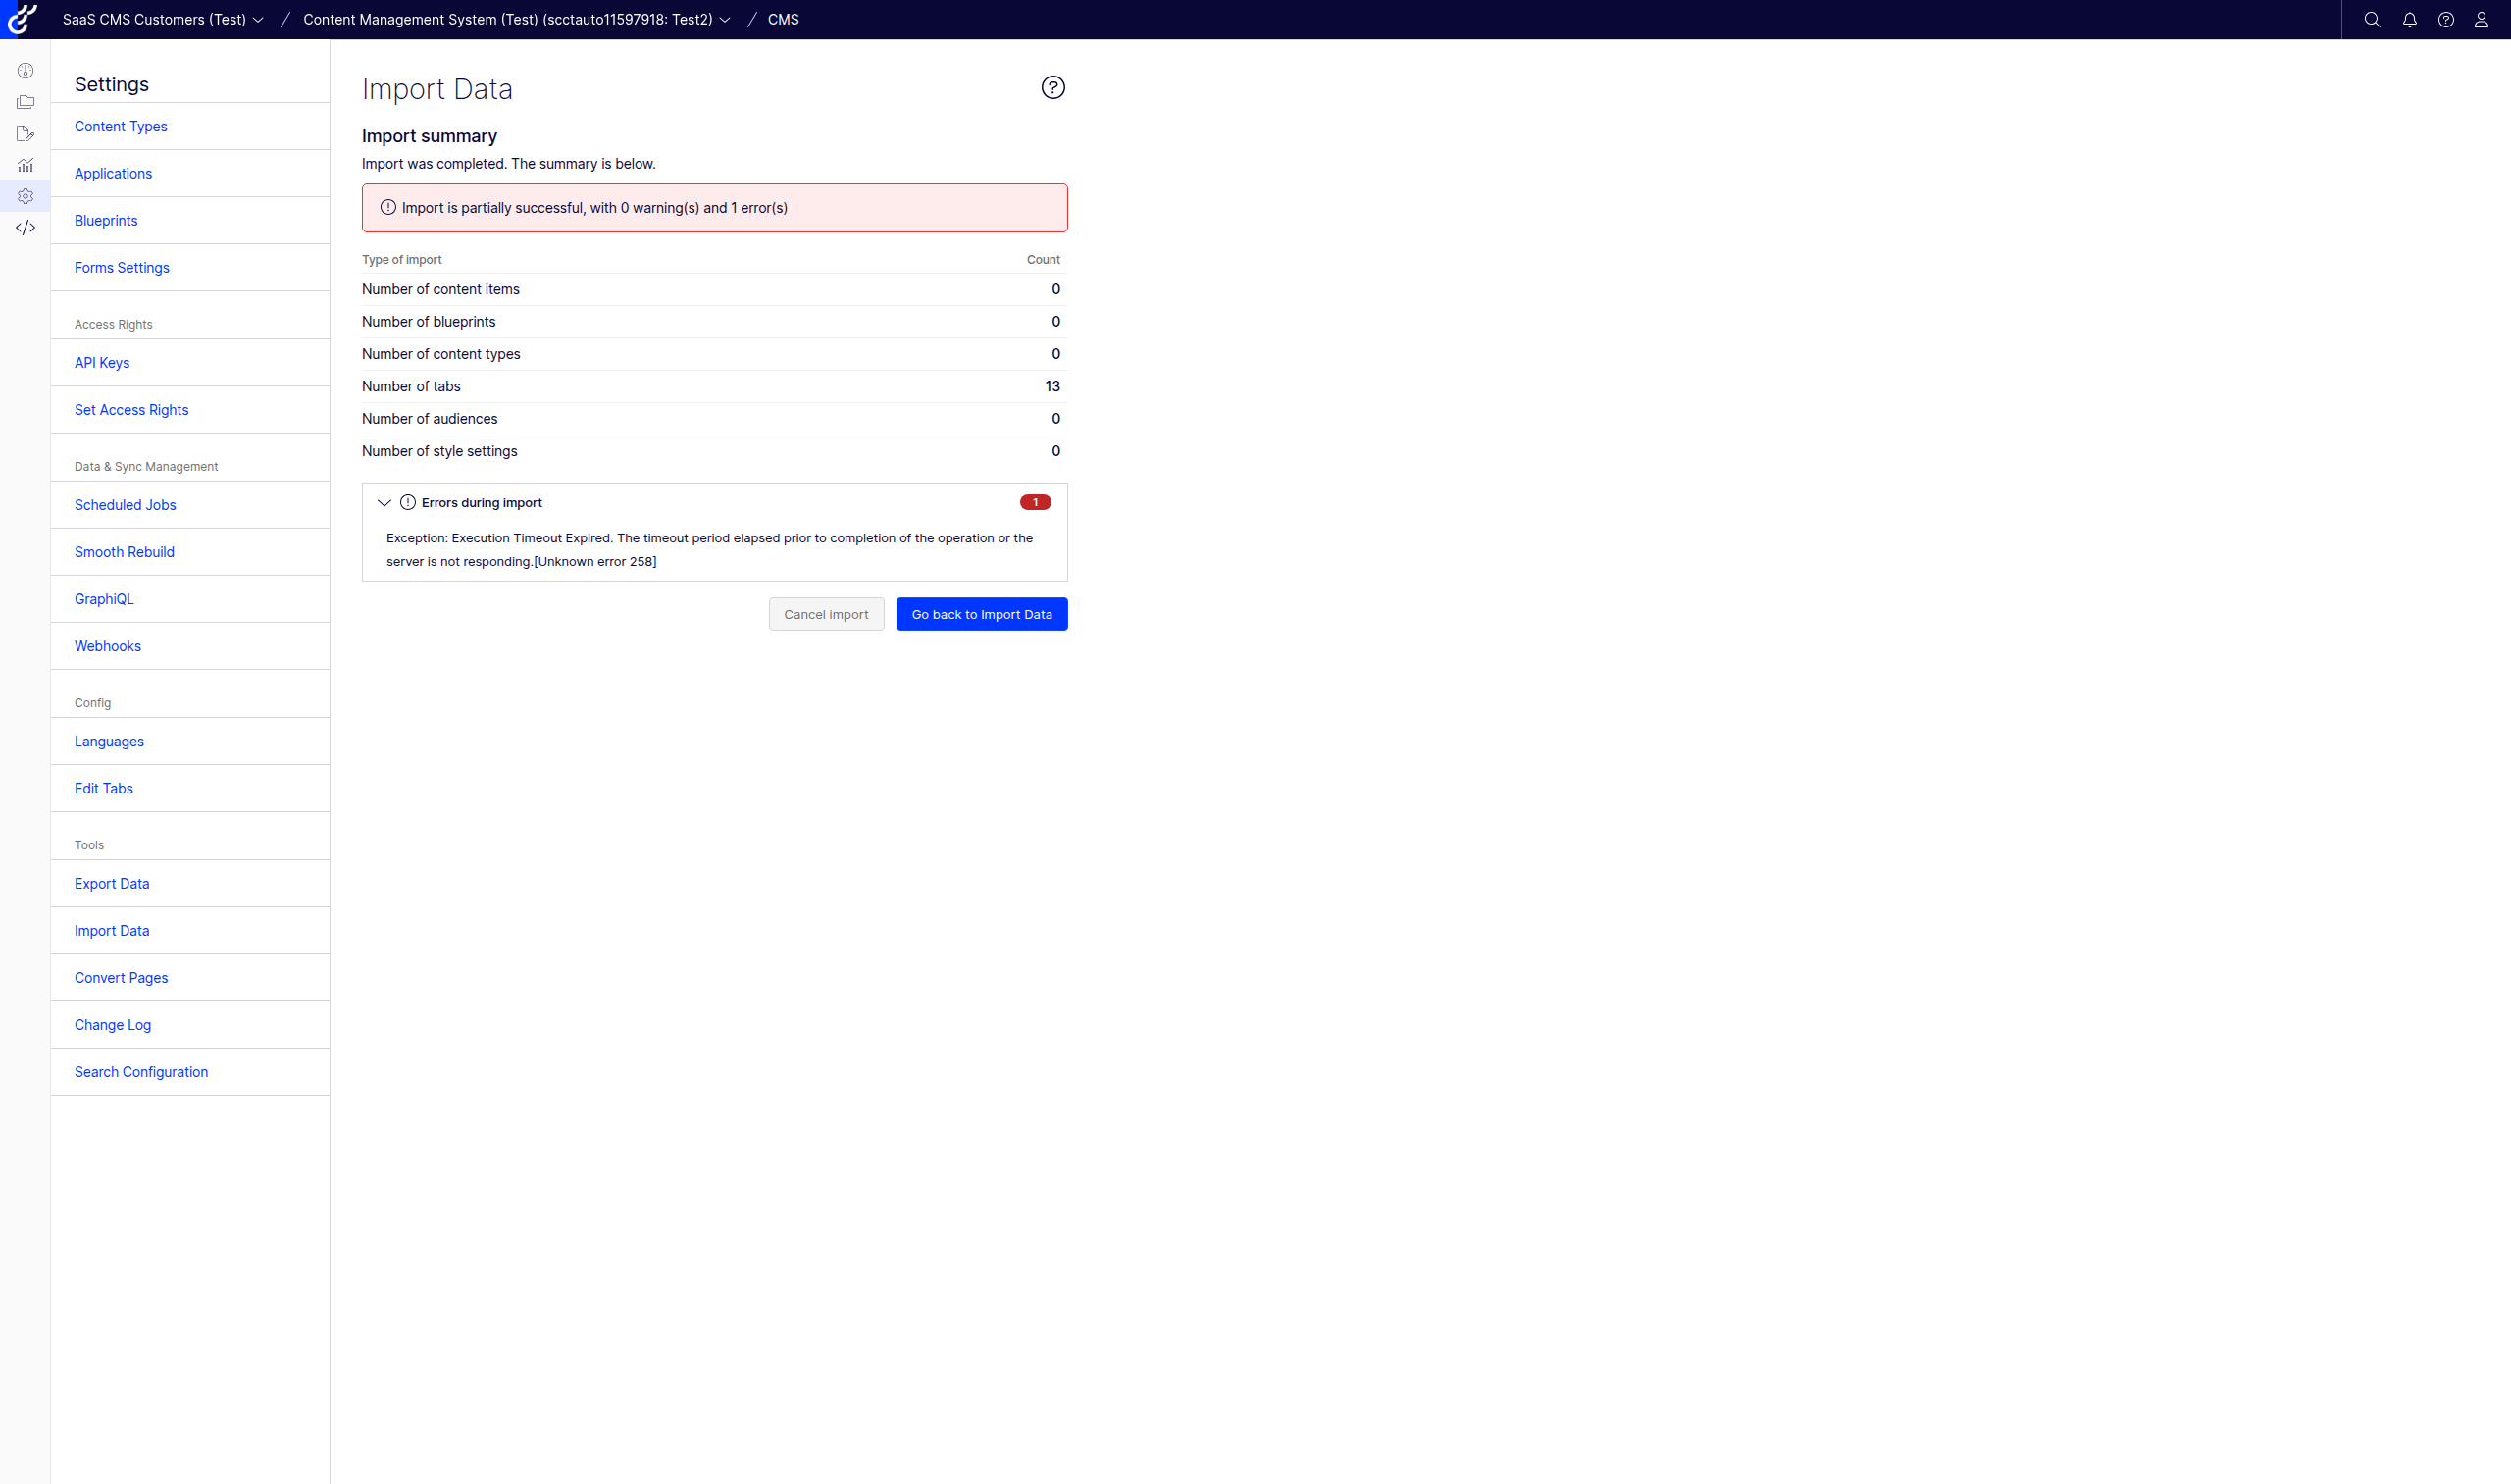 SaaS CMS Customers (Test) / Content Management System (Test) (scctauto11597918: Test2) / CMS
Settings
Content Types
Applications
Blueprints
Forms Settings
Access Rights
API Keys
Set Access Rights
Data & Sync Management
Scheduled Jobs
Smooth Rebuild
GraphiQL
Webhooks
Config
Languages
Edit Tabs
Tools
Export Data
Import Data
Convert Pages
Change Log
Search Configuration
Import Data
Import summary
Import was completed. The summary is below.
Import is partially successful, with 0 warning(s) and 1 error(s)
Type of import Count
Number of content items 0
Number of blueprints 0
Number of content types 0
Number of tabs 13
Number of audiences 0
Number of style settings 0
Errors during import 1
Exception: Execution Timeout Expired. The timeout period elapsed prior to completion of the operation or the
server is not responding.[Unknown error 258]
Cancel import Go back to Import Data